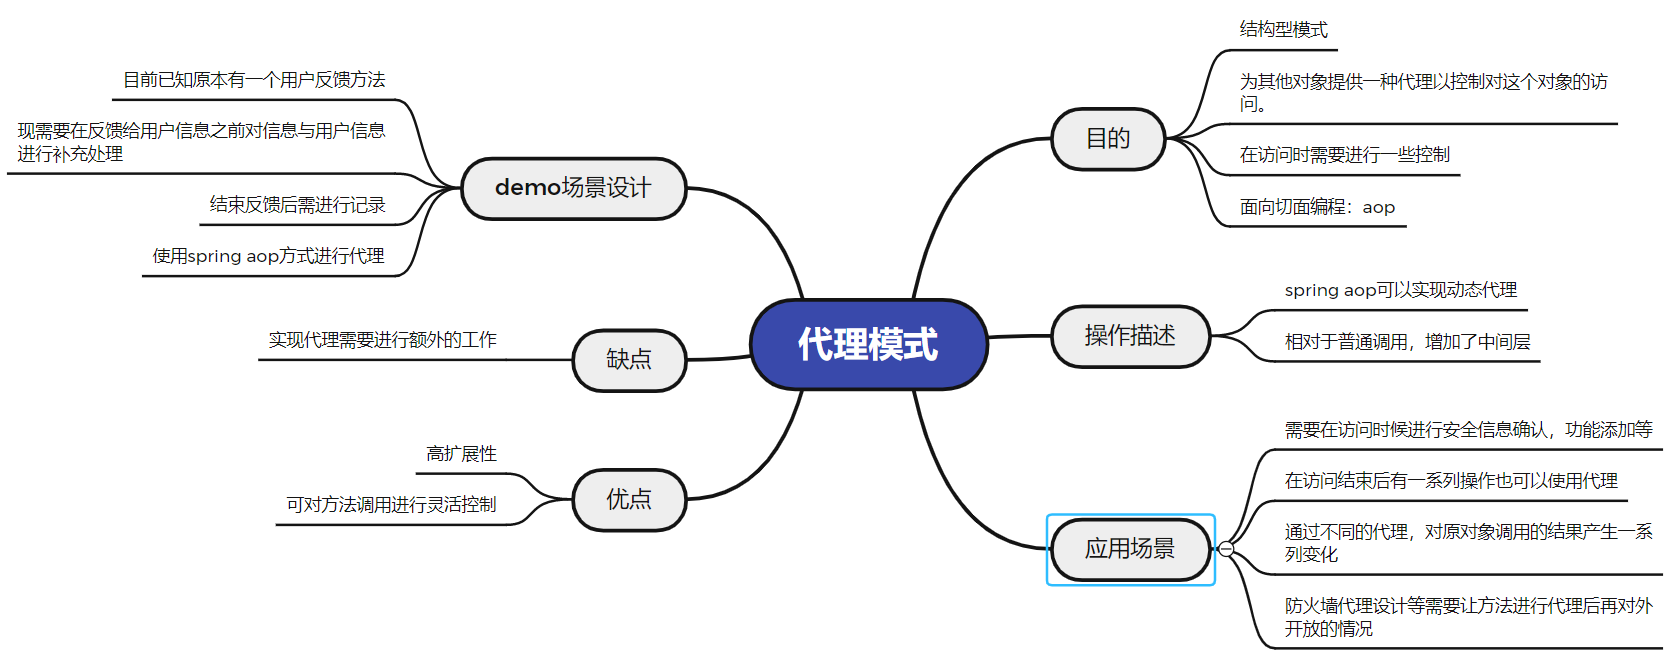 代理模式
目的
结构型模式
为其他对象提供一种代理以控制对这个对象的访
问。
在访问时需要进行一些控制
面向切面编程：aop
操作描述
spring aop可以实现动态代理
相对于普通调用，增加了中间层
应用场景
需要在访问时候进行安全信息确认，功能添加等
在访问结束后有一系列操作也可以使用代理
通过不同的代理，对原对象调用的结果产生一系
列变化
防火墙代理设计等需要让方法进行代理后再对外
开放的情况
demo场景设计
目前已知原本有一个用户反馈方法
现需要在反馈给用户信息之前对信息与用户信息
进行补充处理
结束反馈后需进行记录
使用spring aop方式进行代理
缺点
实现代理需要进行额外的工作
优点
高扩展性
可对方法调用进行灵活控制